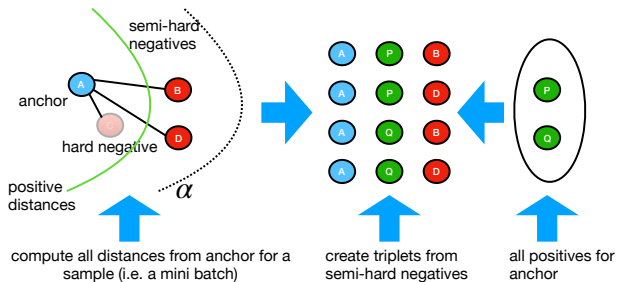 semi-hard
negatives
A
anchor
B
C
D
hard negative
positive
distances
α
compute all distances from anchor for a
sample (i.e. a mini batch)
A P B
A P D
A Q B
A Q D
create triplets from
semi-hard negatives
P
Q
all positives for
anchor